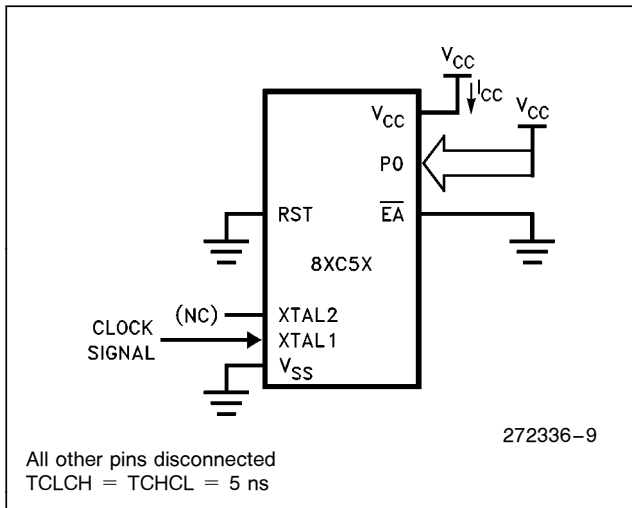 VCC
ICC
VCC
VCC
P0
RST
EA
8XC5X
(NC)
XTAL2
CLOCK
SIGNAL
XTAL1
VSS
272336–9
All other pins disconnected
TCLCH = TCHCL = 5 ns